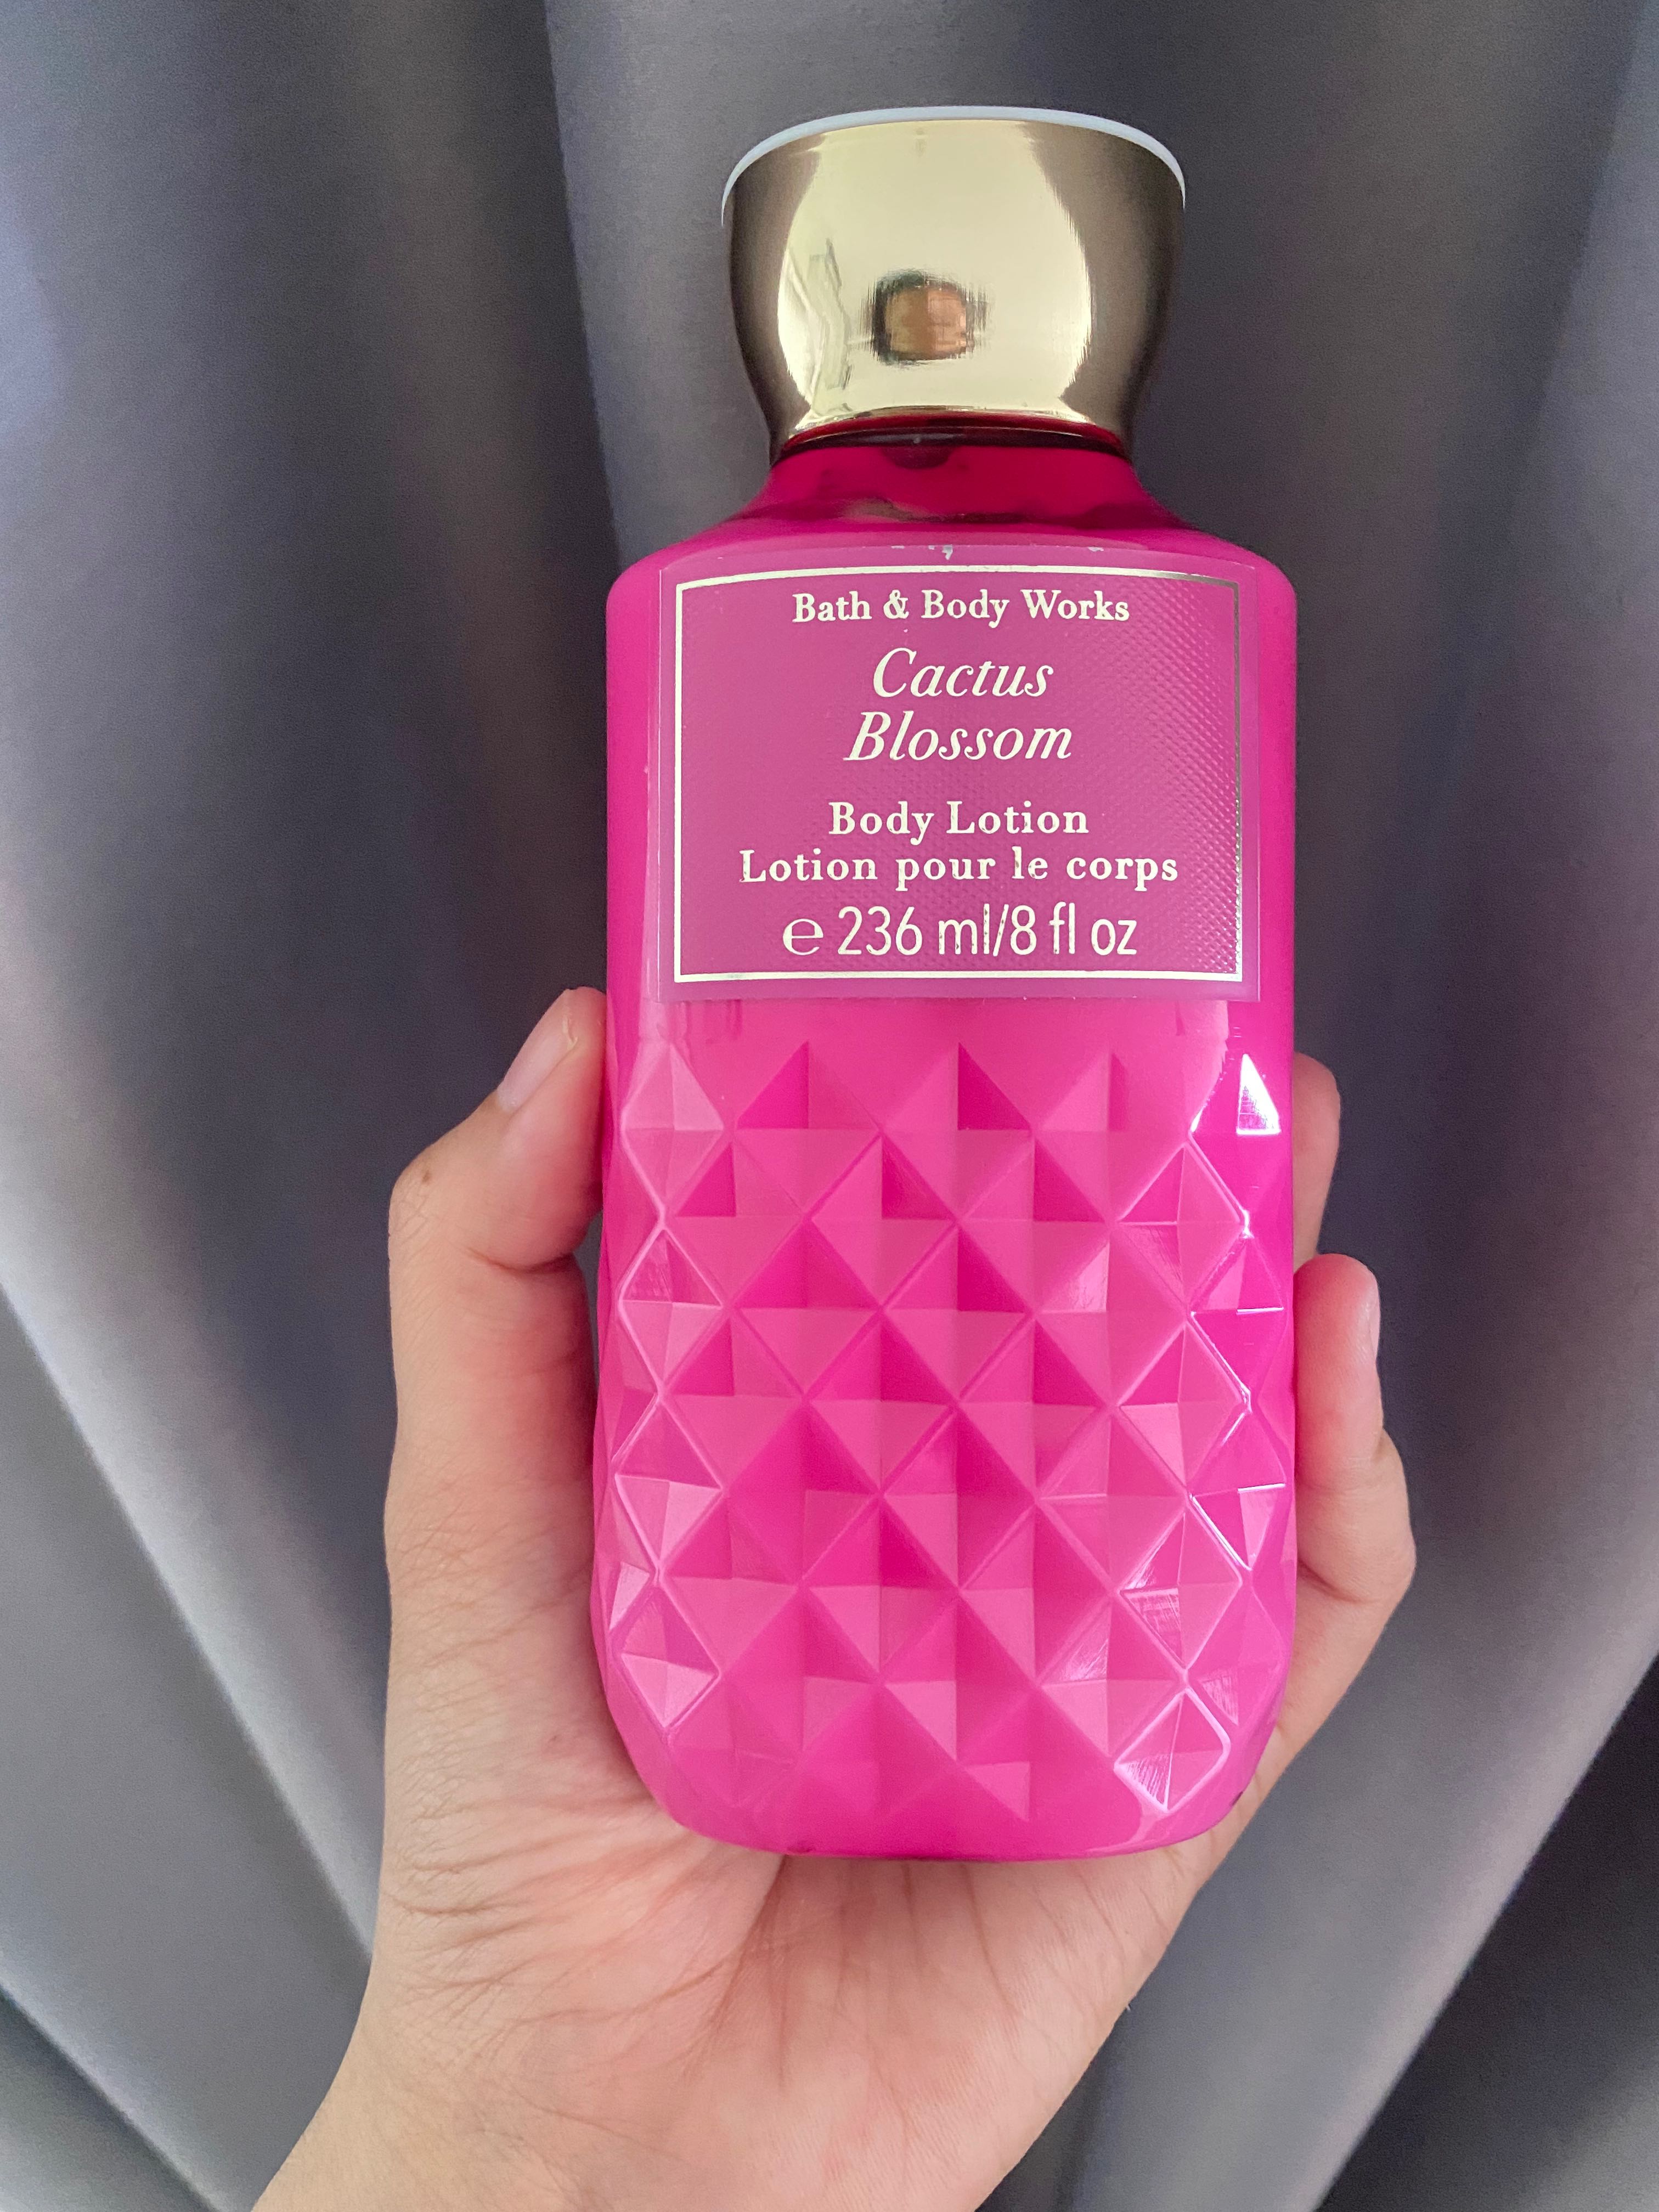 Bath & Body Works
Cactus
Blossom
Body Lotion
Lotion pour le corps
℮ 236 ml/8 fl oz